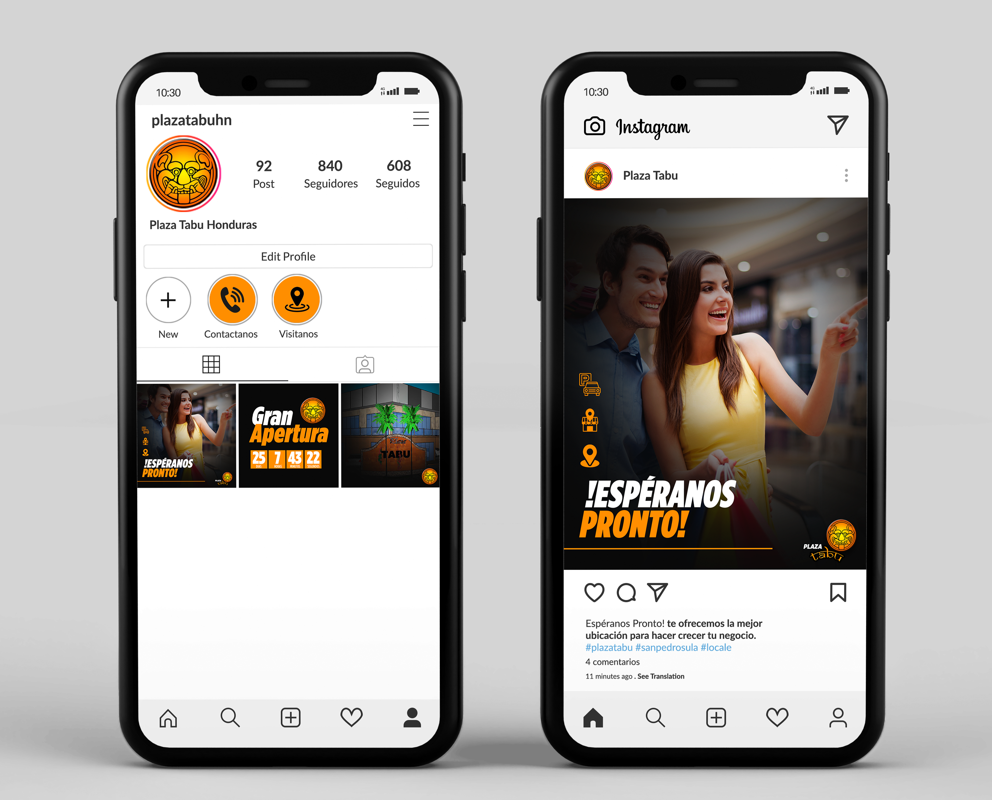 10:30
plazatabuhn
92
Post
840
Seguidores
608
Seguidos
Plaza Tabu Honduras
Edit Profile
New
Contactanos
Visitanos
!ESPÉRANOS
PRONTO!
Gran
Apertura
25 7 43 22
TABU
10:30
Instagram
Plaza Tabu
P
!ESPÉRANOS
PRONTO!
PLAZA
tabú
Espéranos Pronto! te ofrecemos la mejor
ubicación para hacer crecer tu negocio.
#plazatabu #sanpedrosula #locale
4 comentarios
11 minutes ago . See Translation